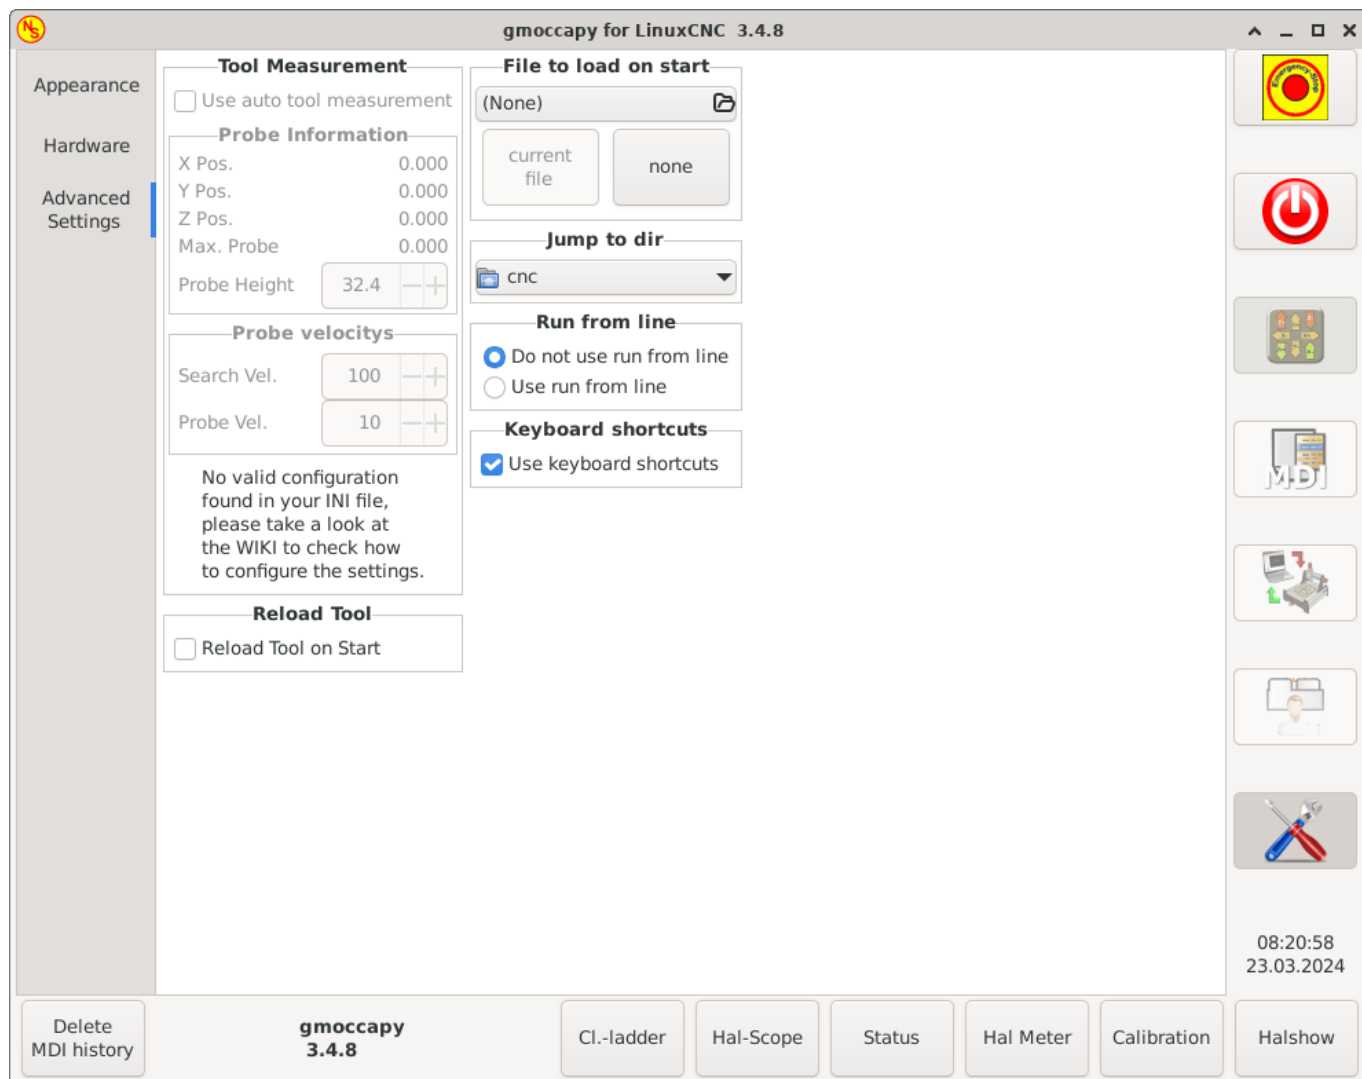 NS
gmoccapy for LinuxCNC 3.4.8
Appearance
Hardware
Advanced
Settings
Tool Measurement
Use auto tool measurement
Probe Information
X Pos. 0.000
Y Pos. 0.000
Z Pos. 0.000
Max. Probe 0.000
Probe Height 32.4
Probe velocitys
Search Vel. 100
Probe Vel. 10
No valid configuration
found in your INI file,
please take a look at
the WIKI to check how
to configure the settings.
Reload Tool
Reload Tool on Start
File to load on start
(None)
current
file
none
Jump to dir
cnc
Run from line
Do not use run from line
Use run from line
Keyboard shortcuts
Use keyboard shortcuts
Emergency-Stop
MDI
08:20:58
23.03.2024
Delete
MDI history
gmoccapy
3.4.8
Cl.-ladder
Hal-Scope
Status
Hal Meter
Calibration
Halshow